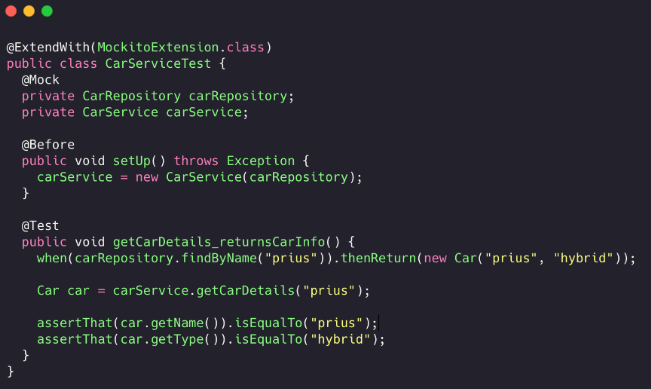 @ExtendWith(MockitoExtension.class)
public class CarServiceTest {
  @Mock
  private CarRepository carRepository;
  private CarService carService;

  @Before
  public void setUp() throws Exception {
    carService = new CarService(carRepository);
  }

  @Test
  public void getCarDetails_returnsCarInfo() {
    when(carRepository.findByName("prius")).thenReturn(new Car("prius", "hybrid"));

    Car car = carService.getCarDetails("prius");

    assertThat(car.getName()).isEqualTo("prius");
    assertThat(car.getType()).isEqualTo("hybrid");
  }
}